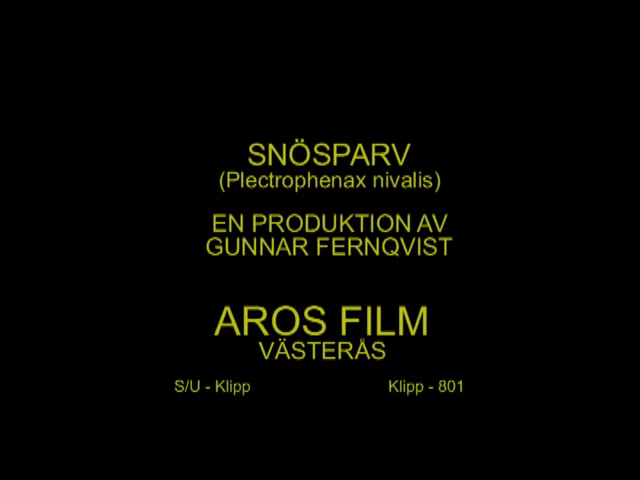 SNÖSPARV
(Plectrophenax nivalis)
EN PRODUKTION AV
GUNNAR FERNQVIST
AROS FILM
VÄSTERÅS
S/U - Klipp Klipp - 801